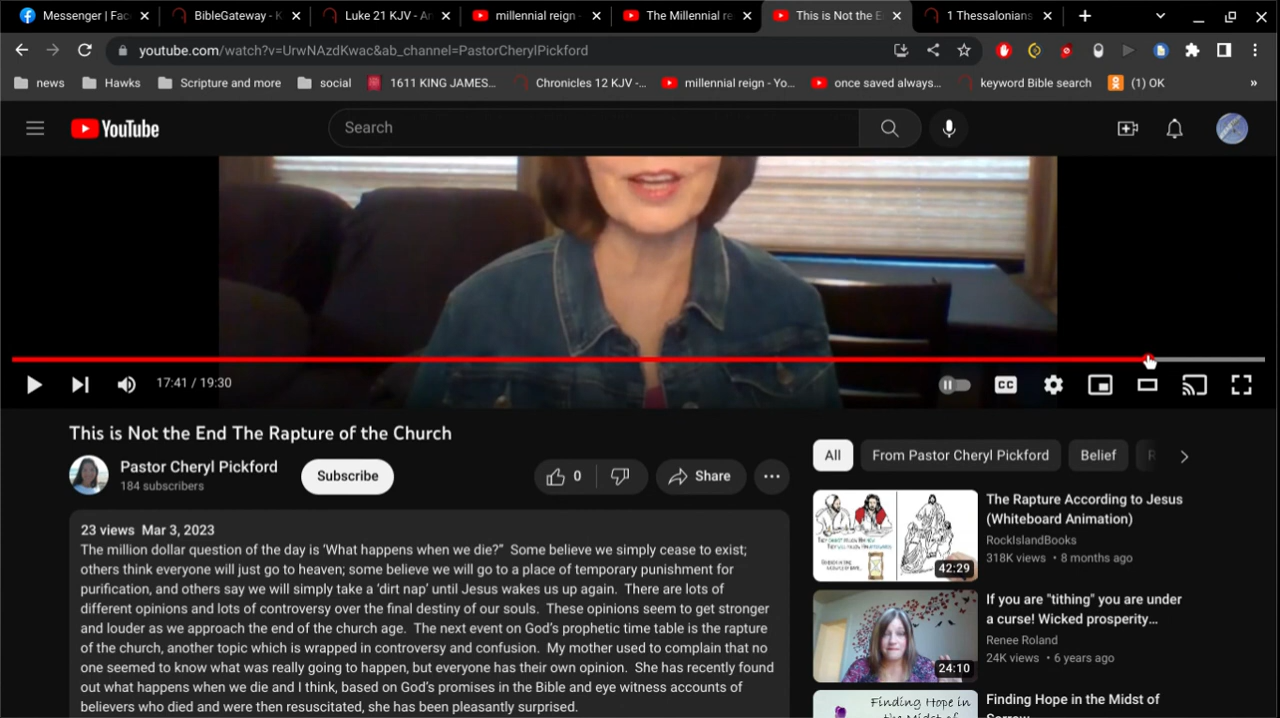 Messenger | Fac
BibleGateway - K
Luke 21 KJV - An
millennial reign -
The Millennial re
This is Not the E
1 Thessalonians
youtube.com/watch?v=UrwNAzdKwac&ab_channel=PastorCherylPickford
news
Hawks
Scripture and more
social
1611 KING JAMES...
Chronicles 12 KJV -...
millennial reign - Yo...
once saved always...
keyword Bible search
(1) OK
»
YouTube
Search
17:41 / 19:30
CC
This is Not the End The Rapture of the Church
Pastor Cheryl Pickford
184 subscribers
Subscribe
0
Share
23 views Mar 3, 2023
The million dollar question of the day is ‘What happens when we die?” Some believe we simply cease to exist;
others think everyone will just go to heaven; some believe we will go to a place of temporary punishment for
purification, and others say we will simply take a ‘dirt nap’ until Jesus wakes us up again. There are lots of
different opinions and lots of controversy over the final destiny of our souls. These opinions seem to get stronger
and louder as we approach the end of the church age. The next event on God’s prophetic time table is the rapture
of the church, another topic which is wrapped in controversy and confusion. My mother used to complain that no
one seemed to know what was really going to happen, but everyone has their own opinion. She has recently found
out what happens when we die and I think, based on God’s promises in the Bible and eye witness accounts of
believers who died and were then resuscitated, she has been pleasantly surprised.
All
From Pastor Cheryl Pickford
Belief
R
42:29
The Rapture According to Jesus
(Whiteboard Animation)
RockIslandBooks
318K views • 8 months ago
24:10
If you are "tithing" you are under
a curse! Wicked prosperity...
Renee Roland
24K views • 6 years ago
Finding Hope in
Finding Hope in the Midst of